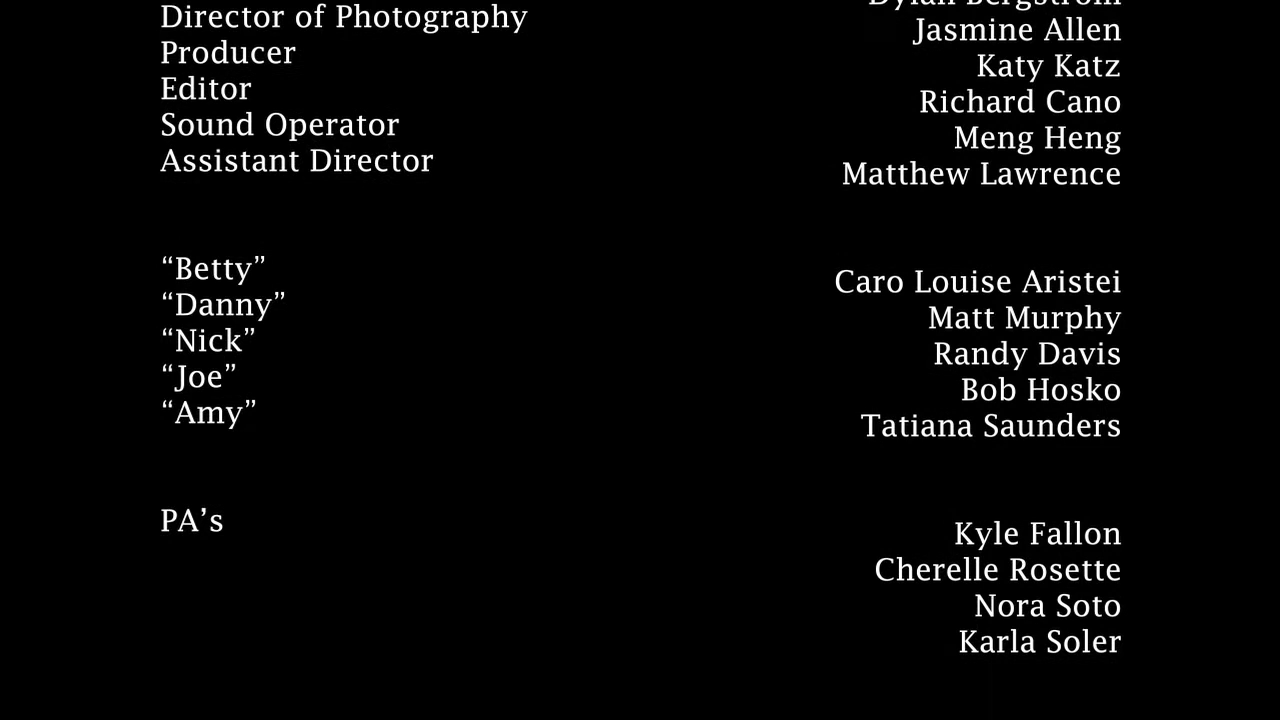 Dylan Bergstrom
Director of Photography Jasmine Allen
Producer Katy Katz
Editor Richard Cano
Sound Operator Meng Heng
Assistant Director Matthew Lawrence
“Betty” Caro Louise Aristei
“Danny” Matt Murphy
“Nick” Randy Davis
“Joe” Bob Hosko
“Amy” Tatiana Saunders
PA’s Kyle Fallon
Cherelle Rosette
Nora Soto
Karla Soler